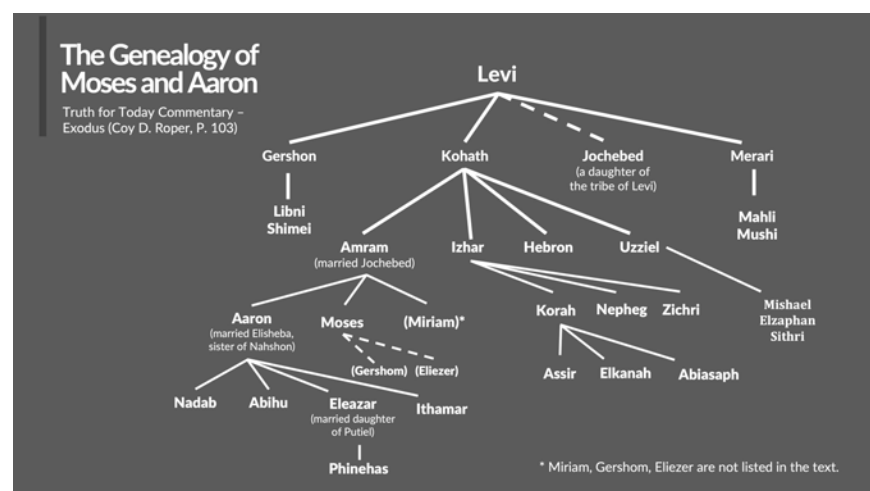 The Genealogy of
Moses and Aaron
Truth for Today Commentary –
Exodus (Coy D. Roper, P. 103)
Levi
Gershon
Kohath
Jochebed
(a daughter of
the tribe of Levi)
Merari
Libni
Shimei
Mahli
Mushi
Amram
(married Jochebed)
Izhar
Hebron
Uzziel
Aaron
(married Elisheba,
sister of Nahshon)
Moses
(Miriam)*
Korah
Nepheg
Zichri
Mishael
Elzaphan
Sithri
(Gershom)
(Eliezer)
Assir
Elkanah
Abiasaph
Nadab
Abihu
Eleazar
(married daughter
of Putiel)
Ithamar
Phinehas
* Miriam, Gershom, Eliezer are not listed in the text.